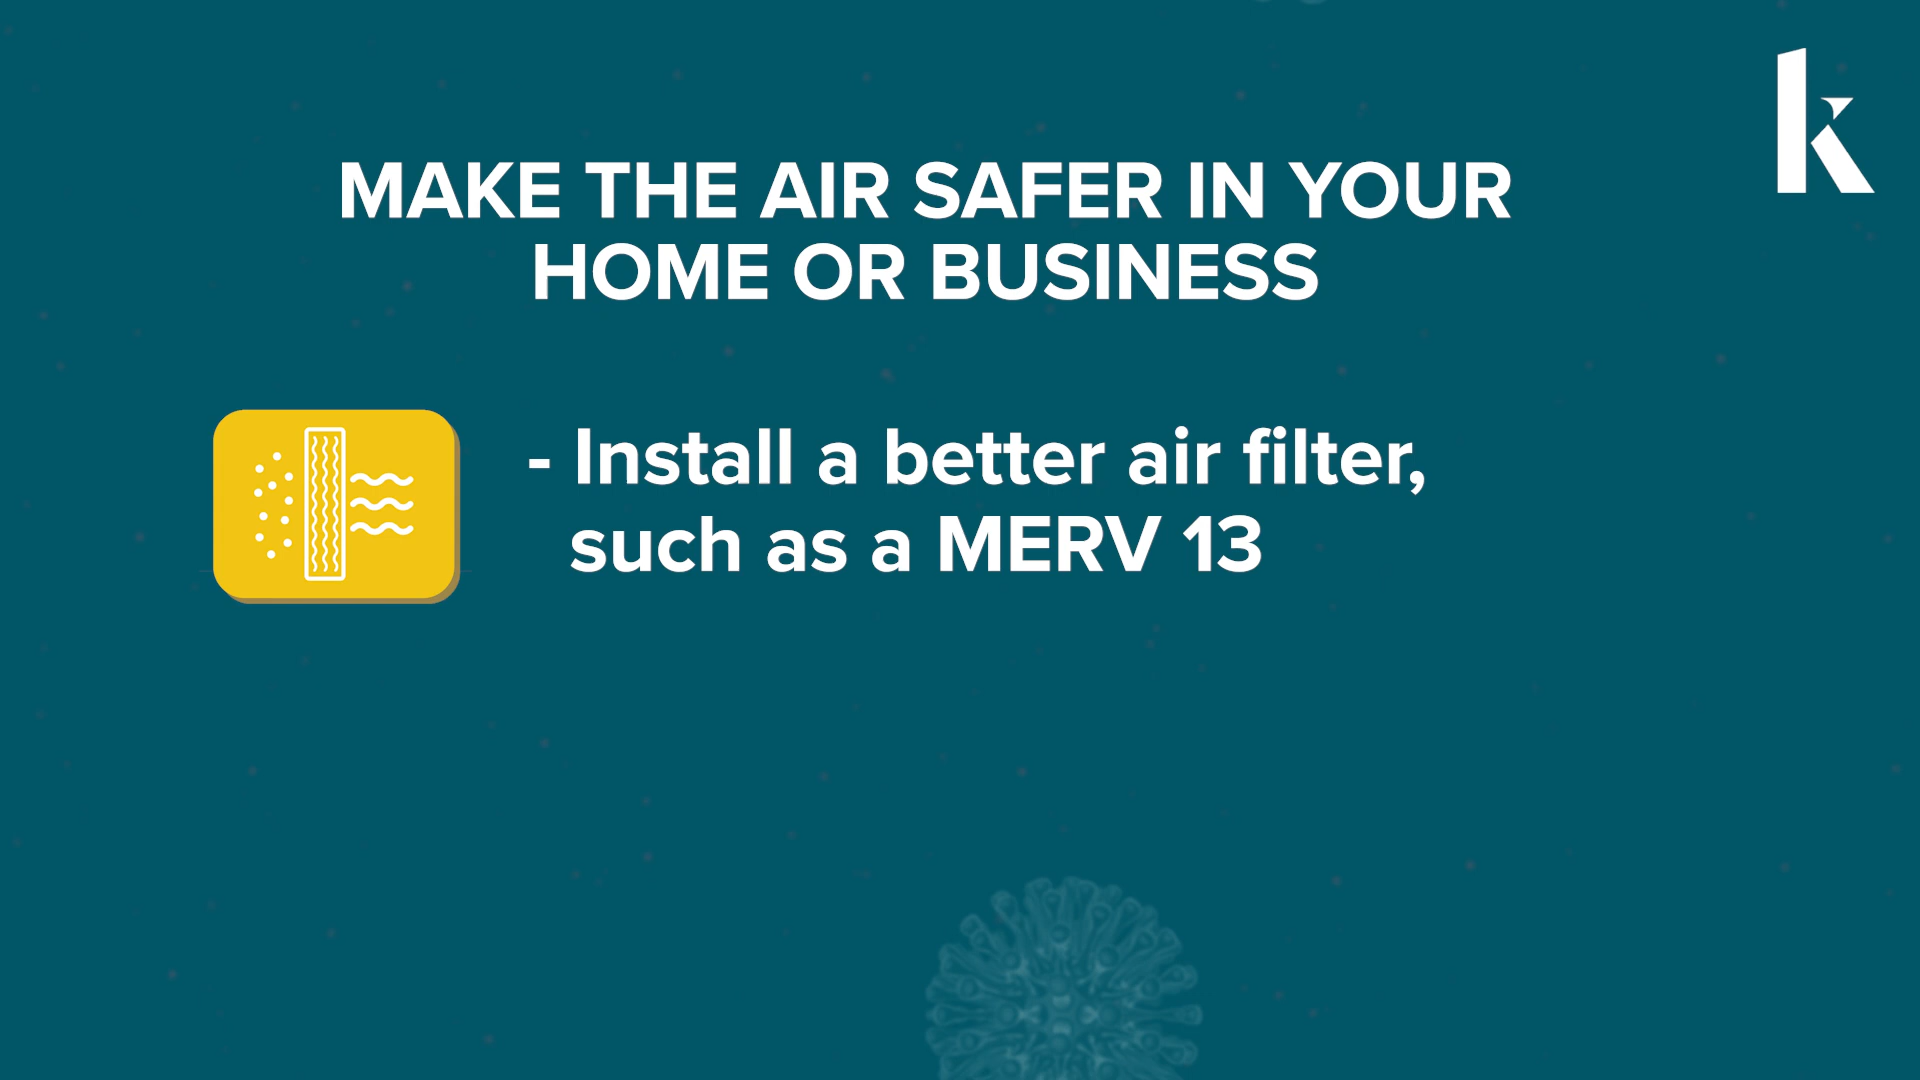 k
MAKE THE AIR SAFER IN YOUR
HOME OR BUSINESS
- Install a better air filter,
such as a MERV 13